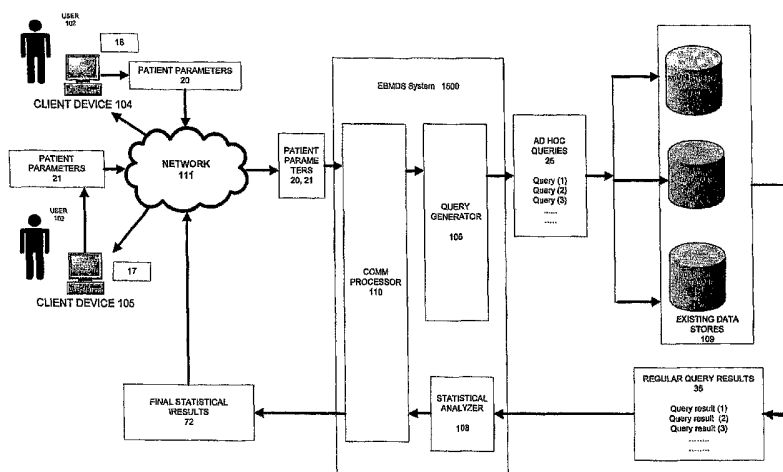 USER
102
16
PATIENT PARAMETERS
20
CLIENT DEVICE 104
PATIENT
PARAMETERS
21
NETWORK
111
USER
102
17
CLIENT DEVICE 105
PATIENT
PARAME
TERS
20, 21
EBMDS System 1500
COMM
PROCESSOR
110
QUERY
GENERATOR
106
AD HOC
QUERIES
25
Query (1)
Query (2)
Query (3)
.....
.....
EXISTING DATA
STORES
109
FINAL STATISTICAL
RESULTS
72
STATISTICAL
ANALYZER
108
REGULAR QUERY RESULTS
36
Query result (1)
Query result (2)
Query result (3)
........
........